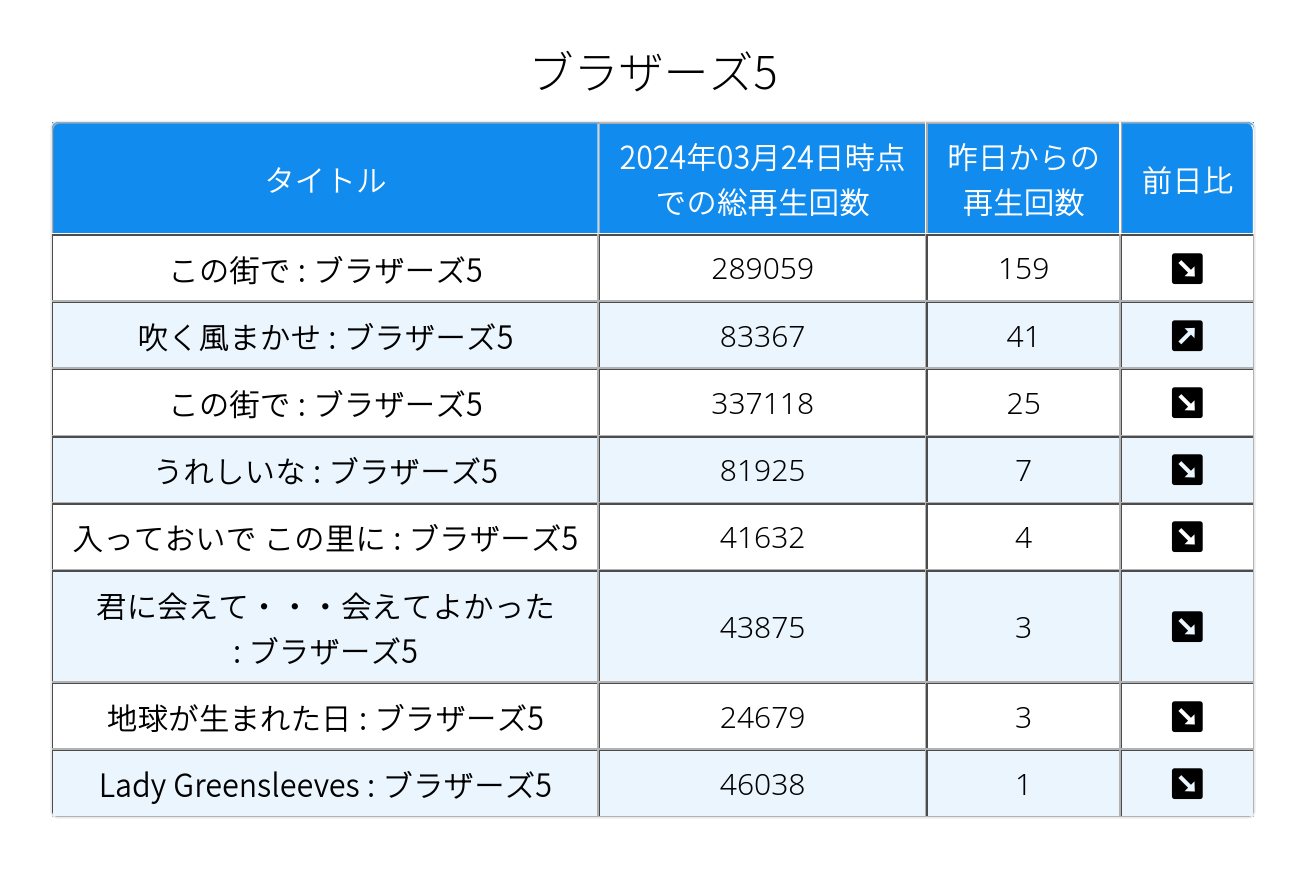 ブラザーズ5
タイトル
2024年03月24日時点
での総再生回数
昨日からの
再生回数
前日比
この街で : ブラザーズ5
289059
159
↘
吹く風まかせ : ブラザーズ5
83367
41
↗
この街で : ブラザーズ5
337118
25
↘
うれしいな : ブラザーズ5
81925
7
↘
入っておいで この里に : ブラザーズ5
41632
4
↘
君に会えて・・・会えてよかった
: ブラザーズ5
43875
3
↘
地球が生まれた日 : ブラザーズ5
24679
3
↘
Lady Greensleeves : ブラザーズ5
46038
1
↘